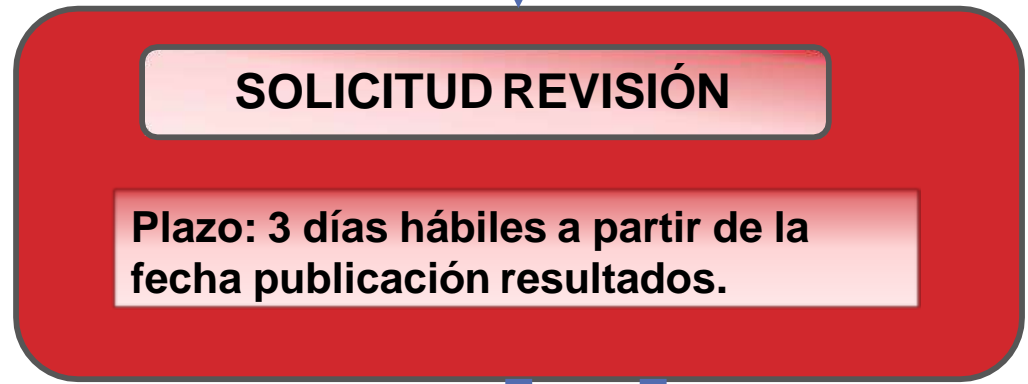 SOLICITUD REVISIÓN
Plazo: 3 días hábiles a partir de la
fecha publicación resultados.